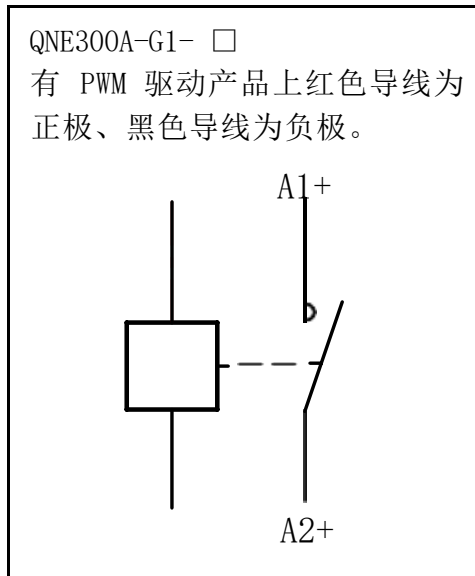 QNE300A-G1- □
有 PWM 驱动产品上红色导线为
正极、黑色导线为负极。
A1+
A2+